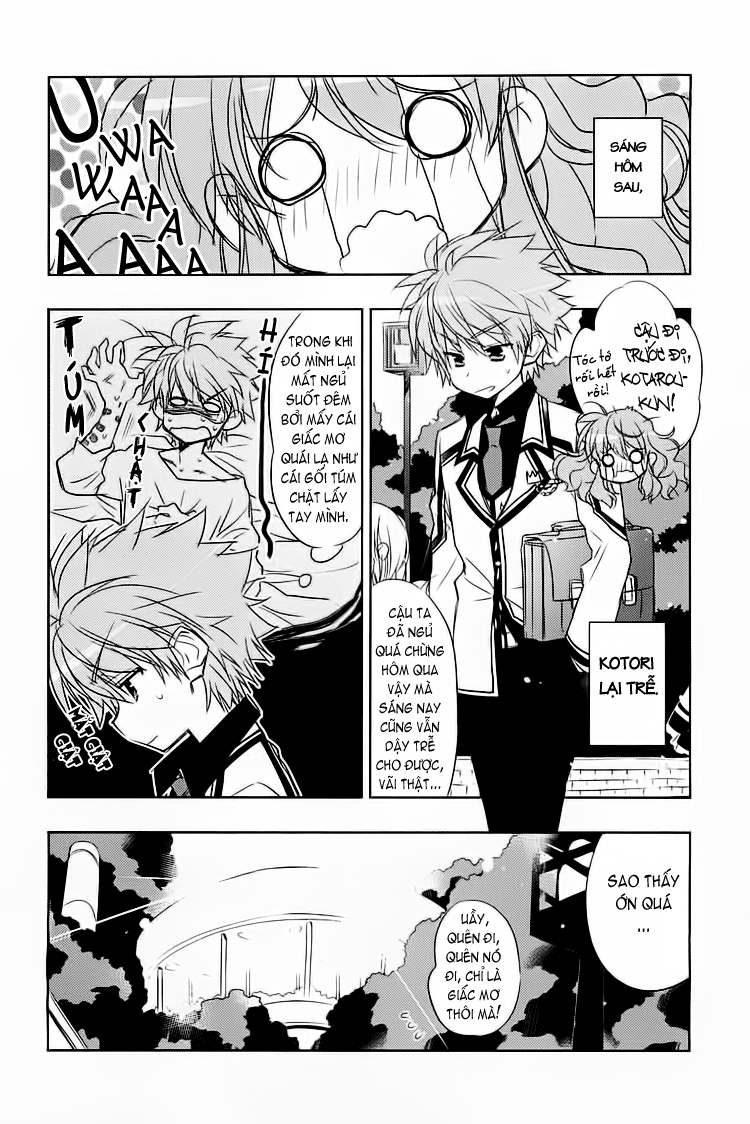 SÁNG
HÔM
SAU,
U
WA
WAAA
A AAA
CẬU ĐI
TRƯỚC ĐI,
KOTAROU-
KUN!
Tóc tớ
rối hết
rồi!
KOTORI
LẠI TRỄ.
CẬU TA
ĐÃ NGỦ
QUÁ CHỪNG
HÔM QUA
VẬY MÀ
SÁNG NAY
CŨNG VẪN
DẬY TRỄ
CHO ĐƯỢC,
VÃI THẬT...
TRONG KHI
ĐÓ MÌNH LẠI
MẤT NGỦ
SUỐT ĐÊM
BỞI MẤY CÁI
GIẤC MƠ
QUÁI LẠ NHƯ
CÁI GỐI TÚM
CHẶT LẤY
TAY MÌNH.
HÍ
TÚM
CHẶT
GIẬT
SAO THẤY
ỚN QUÁ
...
UẦY,
QUÊN ĐI,
QUÊN NÓ
ĐI, CHỈ LÀ
GIẤC MƠ
THÔI MÀ!